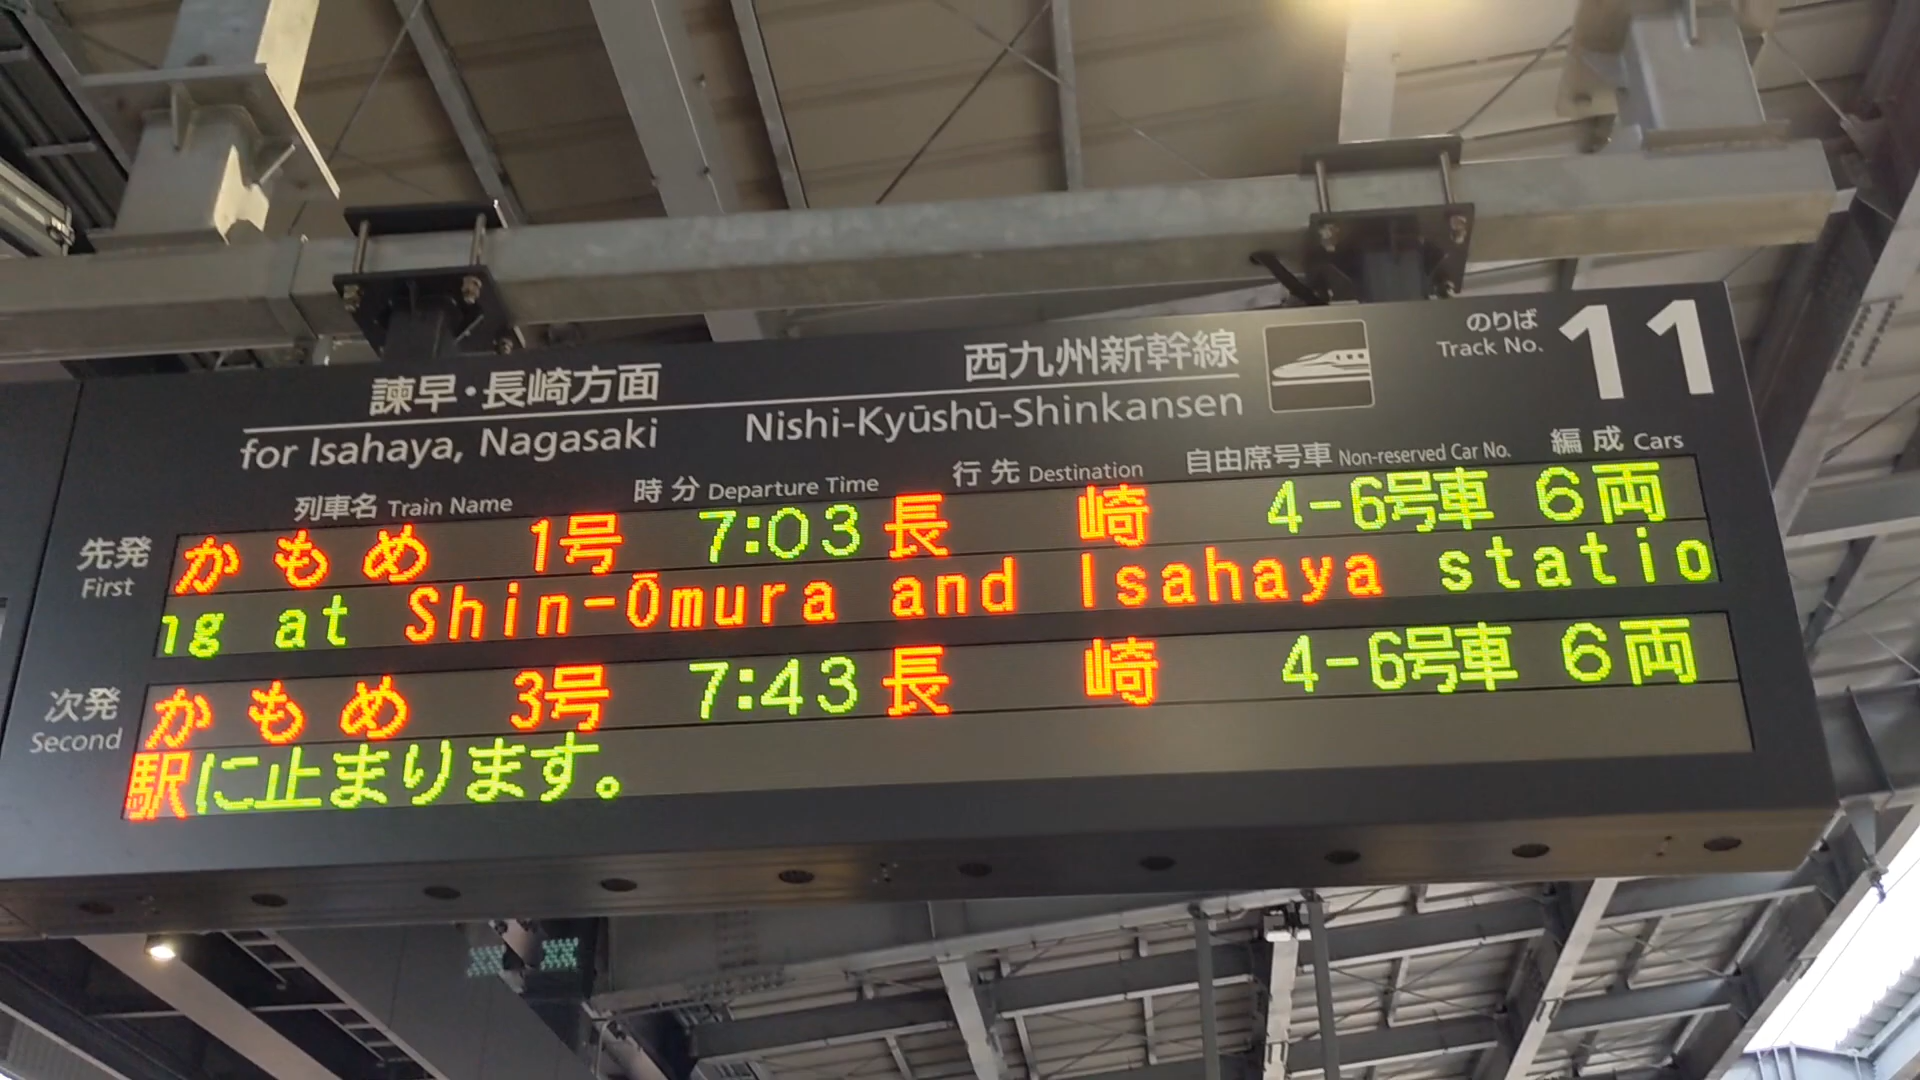 諫早・長崎方面
for Isahaya, Nagasaki
西九州新幹線
Nishi-Kyūshū-Shinkansen
のりば
Track No.
11
列車名 Train Name 時分 Departure Time 行先 Destination 自由席号車 Non-reserved Car No. 編成 Cars
先発
First
かもめ 1号 7:03 長崎 4-6号車 6両
ng at Shin-Ōmura and Isahaya statio
次発
Second
かもめ 3号 7:43 長崎 4-6号車 6両
駅に止まります。